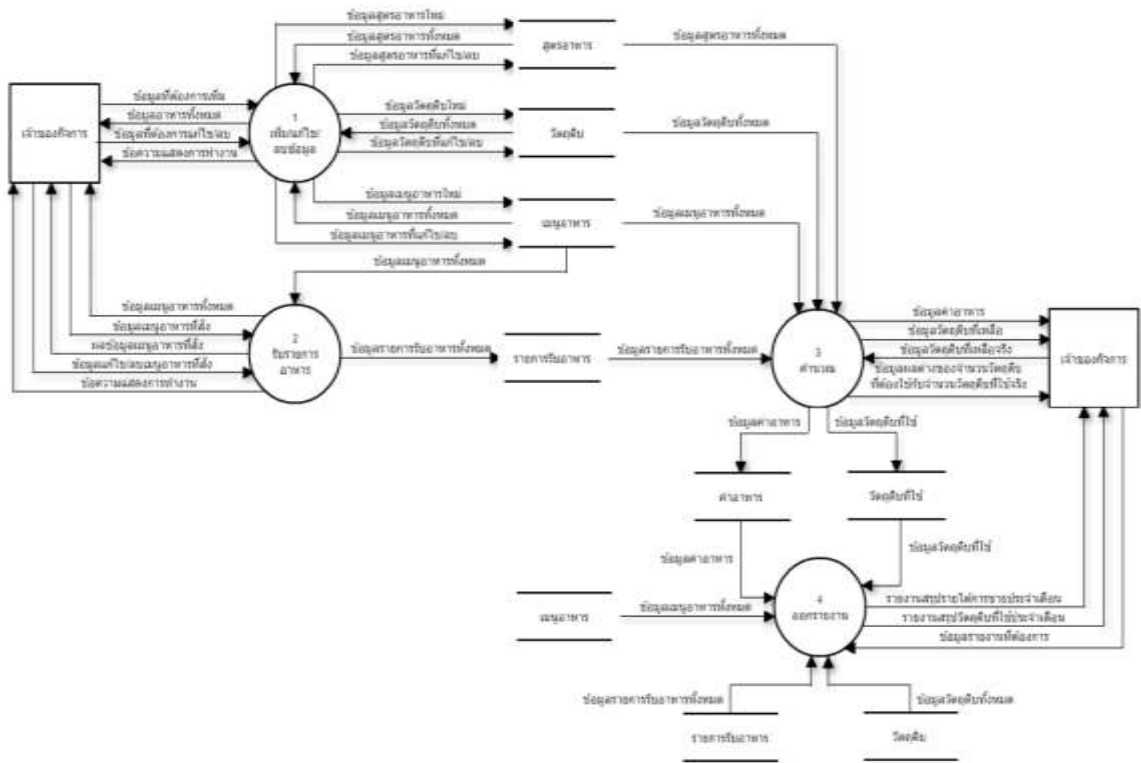 ข้อมูลสูตรอาหารใหม่
ข้อมูลสูตรอาหารทั้งหมด
ข้อมูลสูตรอาหารที่แก้ไข/ลบ
สูตรอาหาร
ข้อมูลสูตรอาหารทั้งหมด
เจ้าของกิจการ
ข้อมูลที่ต้องการเพิ่ม
ข้อมูลอาหารทั้งหมด
ข้อมูลที่ต้องการแก้ไข/ลบ
ข้อความแสดงการทำงาน
1
เพิ่ม/แก้ไข/
ลบข้อมูล
ข้อมูลวัตถุดิบใหม่
ข้อมูลวัตถุดิบทั้งหมด
ข้อมูลวัตถุดิบที่แก้ไข/ลบ
วัตถุดิบ
ข้อมูลวัตถุดิบทั้งหมด
ข้อมูลเมนูอาหารใหม่
ข้อมูลเมนูอาหารทั้งหมด
ข้อมูลเมนูอาหารที่แก้ไข/ลบ
เมนูอาหาร
ข้อมูลเมนูอาหารทั้งหมด
ข้อมูลเมนูอาหารทั้งหมด
ข้อมูลเมนูอาหารทั้งหมด
ข้อมูลเมนูอาหารที่สั่ง
ผลข้อมูลเมนูอาหารที่สั่ง
ข้อมูลแก้ไข/ลบเมนูอาหารที่สั่ง
ข้อความแสดงการทำงาน
2
รับรายการ
อาหาร
ข้อมูลรายการรับอาหารทั้งหมด
รายการรับอาหาร
ข้อมูลรายการรับอาหารทั้งหมด
3
คำนวณ
ข้อมูลค่าอาหาร
ข้อมูลวัตถุดิบที่เหลือ
ข้อมูลวัตถุดิบที่เหลือจริง
ข้อมูลผลต่างของจำนวนวัตถุดิบ
ที่ต้องใช้กับจำนวนวัตถุดิบที่ใช้จริง
เจ้าของกิจการ
ข้อมูลค่าอาหาร
ข้อมูลวัตถุดิบที่ใช้
ค่าอาหาร
วัตถุดิบที่ใช้
ข้อมูลค่าอาหาร
ข้อมูลวัตถุดิบที่ใช้
เมนูอาหาร
ข้อมูลเมนูอาหารทั้งหมด
4
ออกรายงาน
รายงานสรุปรายได้การขายประจำเดือน
รายงานสรุปวัตถุดิบที่ใช้ประจำเดือน
ข้อมูลรายงานที่ต้องการ
ข้อมูลรายการรับอาหารทั้งหมด
ข้อมูลวัตถุดิบทั้งหมด
รายการรับอาหาร
วัตถุดิบ